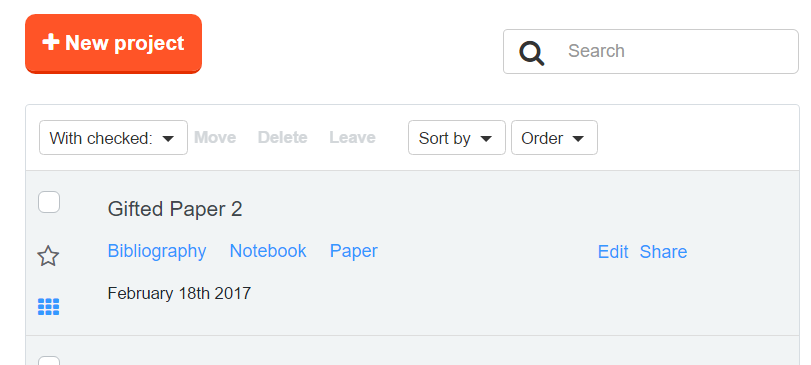 New project
Search
With checked: Move Delete Leave Sort by Order
Gifted Paper 2
Bibliography Notebook Paper Edit Share
February 18th 2017